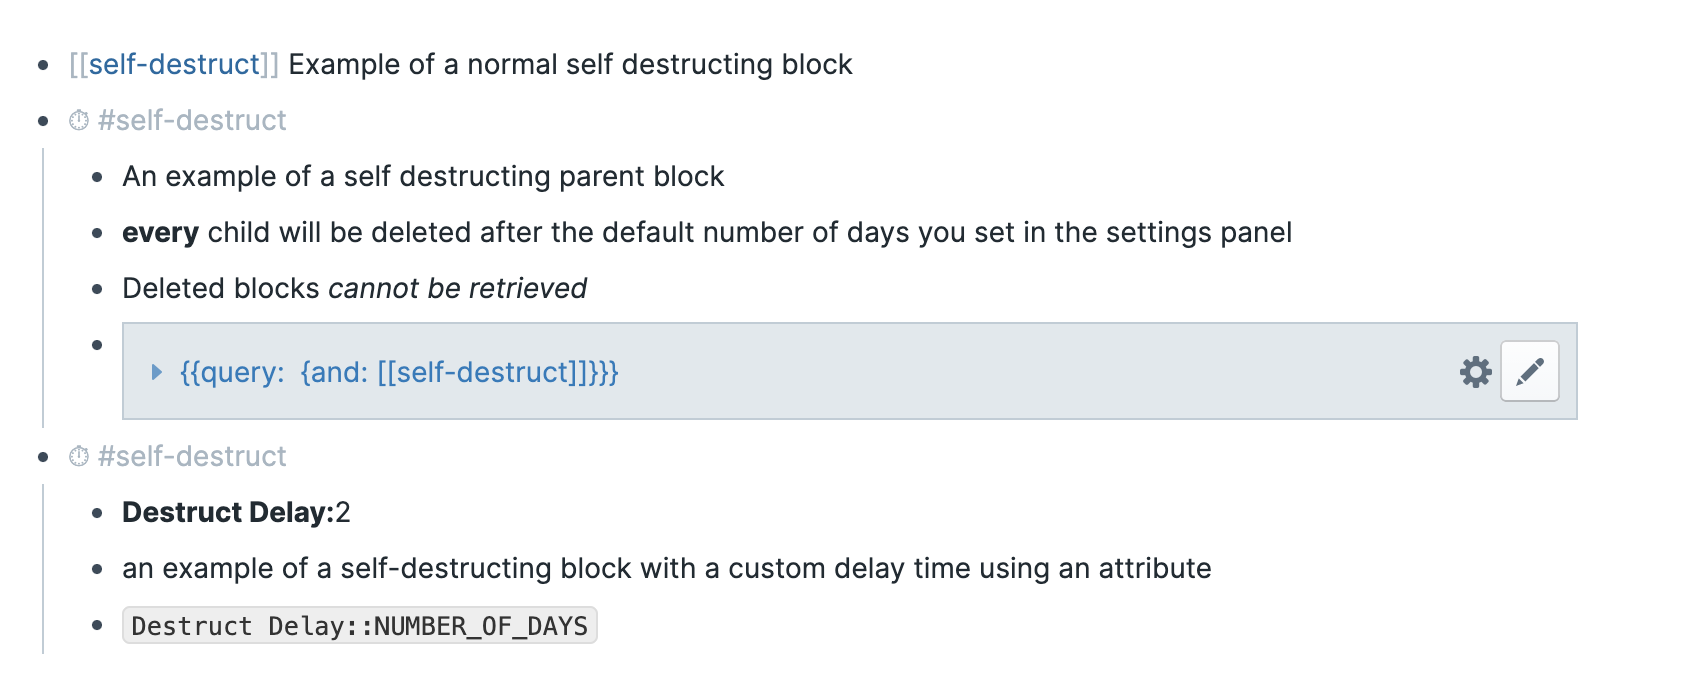 [[self-destruct]] Example of a normal self destructing block
⏱ #self-destruct
An example of a self destructing parent block
every child will be deleted after the default number of days you set in the settings panel
Deleted blocks cannot be retrieved
{{query:  {and: [[self-destruct]]}}}
⏱ #self-destruct
Destruct Delay:2
an example of a self-destructing block with a custom delay time using an attribute
Destruct Delay::NUMBER_OF_DAYS